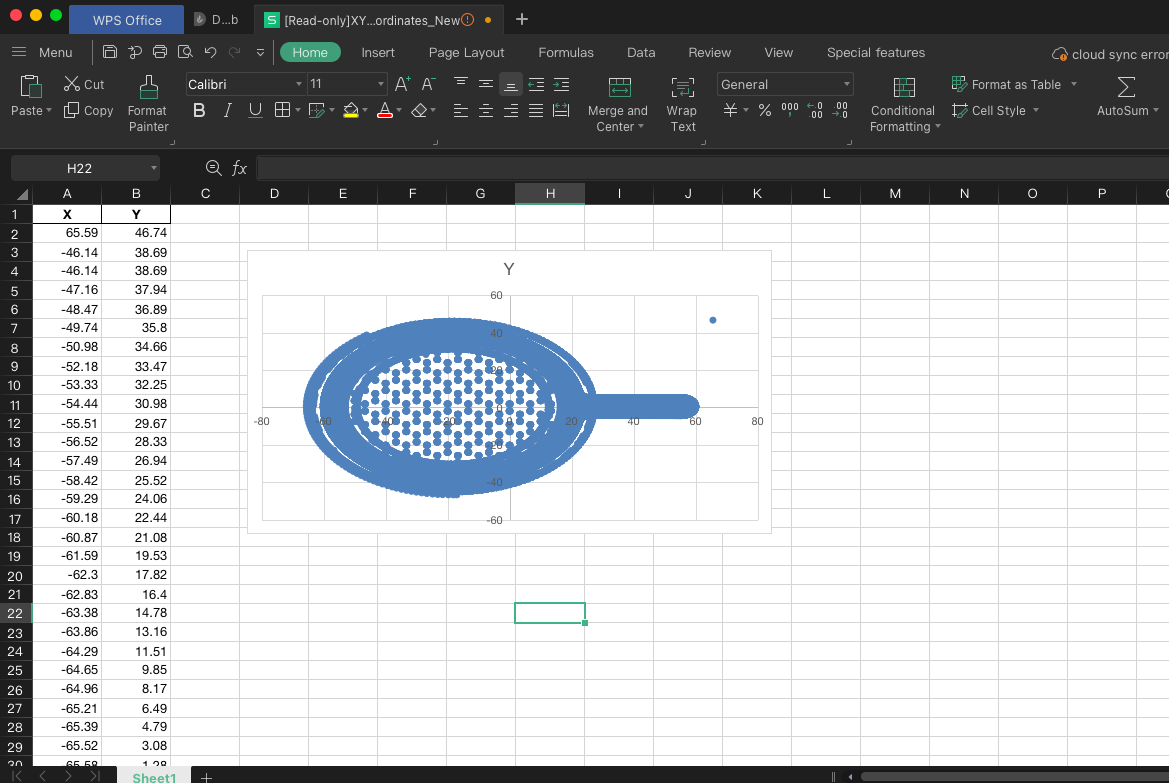 WPS Office D...b [Read-only]XY...ordinates_New
Menu Home Insert Page Layout Formulas Data Review View Special features cloud sync error
Paste Cut Copy Format Painter Calibri 11 A+ A- B I U A Merge and Center Wrap Text General ¥ % 000 Conditional Formatting Format as Table Cell Style AutoSum
H22 fx
A B C D E F G H I J K L M N O P
1 X Y
2 65.59 46.74
3 -46.14 38.69
4 -46.14 38.69
5 -47.16 37.94
6 -48.47 36.89
7 -49.74 35.8
8 -50.98 34.66
9 -52.18 33.47
10 -53.33 32.25
11 -54.44 30.98
12 -55.51 29.67
13 -56.52 28.33
14 -57.49 26.94
15 -58.42 25.52
16 -59.29 24.06
17 -60.18 22.44
18 -60.87 21.08
19 -61.59 19.53
20 -62.3 17.82
21 -62.83 16.4
22 -63.38 14.78
23 -63.86 13.16
24 -64.29 11.51
25 -64.65 9.85
26 -64.96 8.17
27 -65.21 6.49
28 -65.39 4.79
29 -65.52 3.08
30 -65.58 1.28
Y
60
40
20
-80 -60 -40 -20 0 20 40 60 80
-20
-40
-60
Sheet1 +